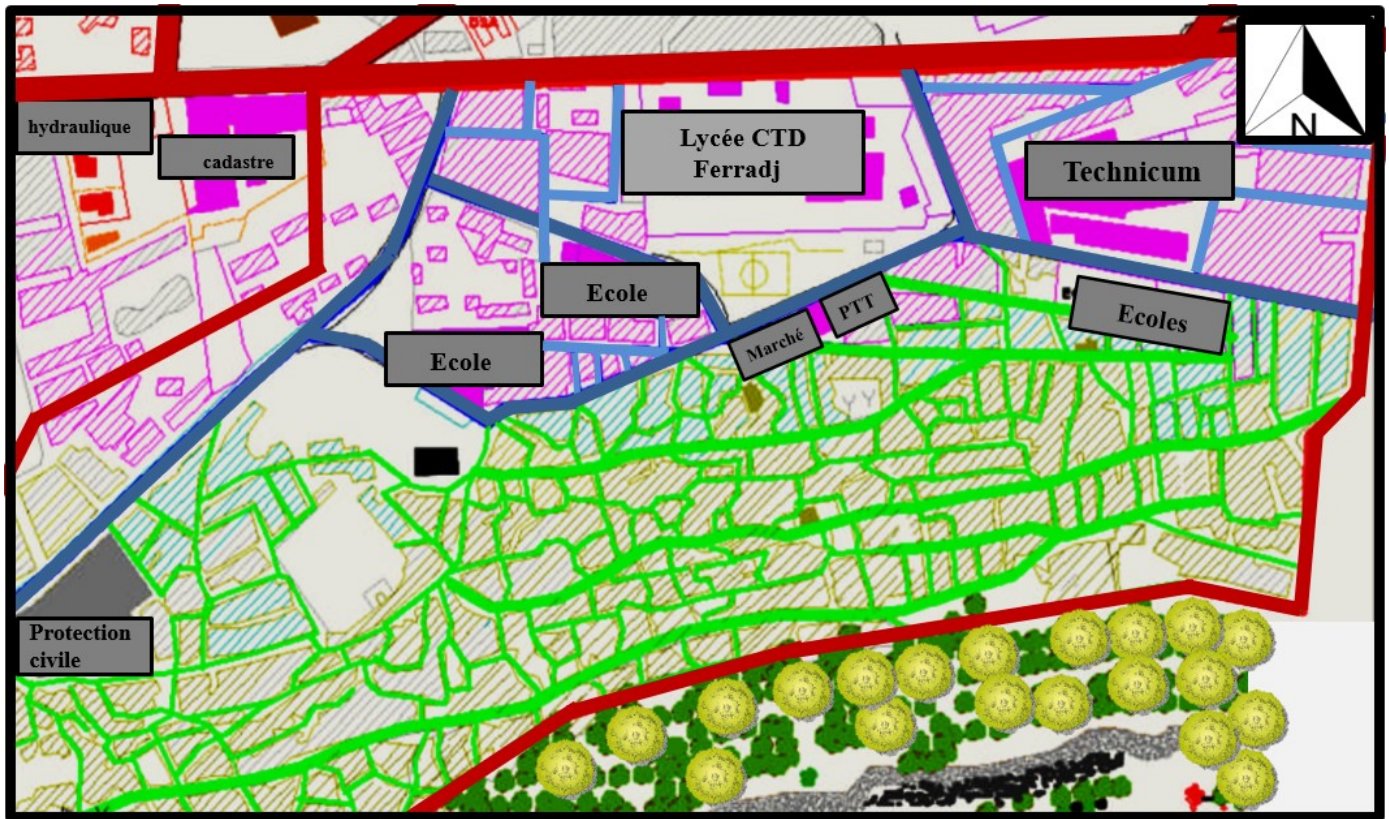 N
hydraulique
cadastre
Lycée CTD
Ferradj
Technicum
Ecole
Ecole
Marché
PTT
Ecoles
Protection
civile